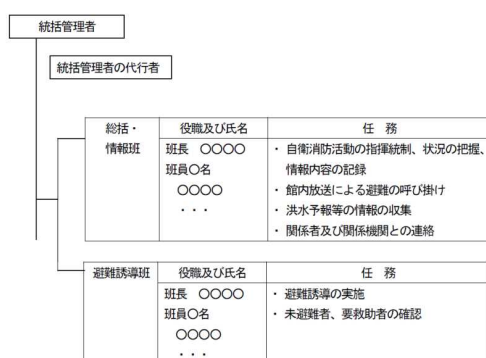 統括管理者
統括管理者の代行者
総括・
情報班
役職及び氏名
任　務
班長　〇〇〇〇
班員〇名
〇〇〇〇
・・・
・ 自衛消防活動の指揮統制、状況の把握、
情報内容の記録
・ 館内放送による避難の呼び掛け
・ 洪水予報等の情報の収集
・ 関係者及び関係機関との連絡
避難誘導班
役職及び氏名
任　務
班長　〇〇〇〇
班員〇名
〇〇〇〇
・・・
・ 避難誘導の実施
・ 未避難者、要救助者の確認